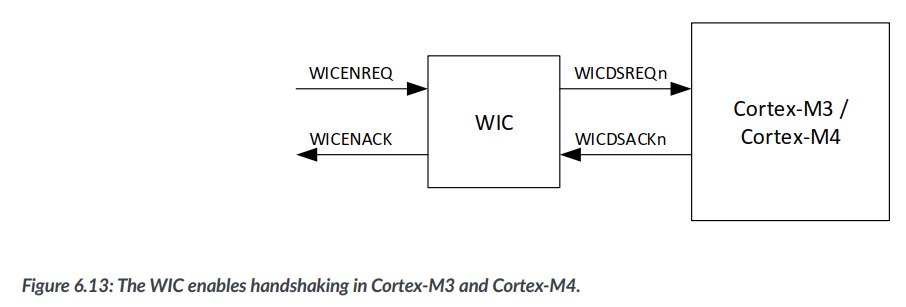 WICENREQ
WICENACK
WIC
WICDSREQn
WICDSACKn
Cortex-M3 /
Cortex-M4
Figure 6.13: The WIC enables handshaking in Cortex-M3 and Cortex-M4.